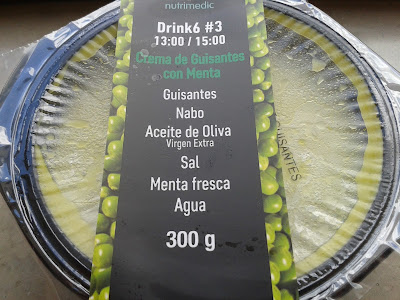 nutrimedic
Drink6 #3
13:00 / 15:00
Crema de Guisantes
con Menta
Guisantes
Nabo
Aceite de Oliva
Virgen Extra
Sal
Menta fresca
Agua
300 g
GUISANTES